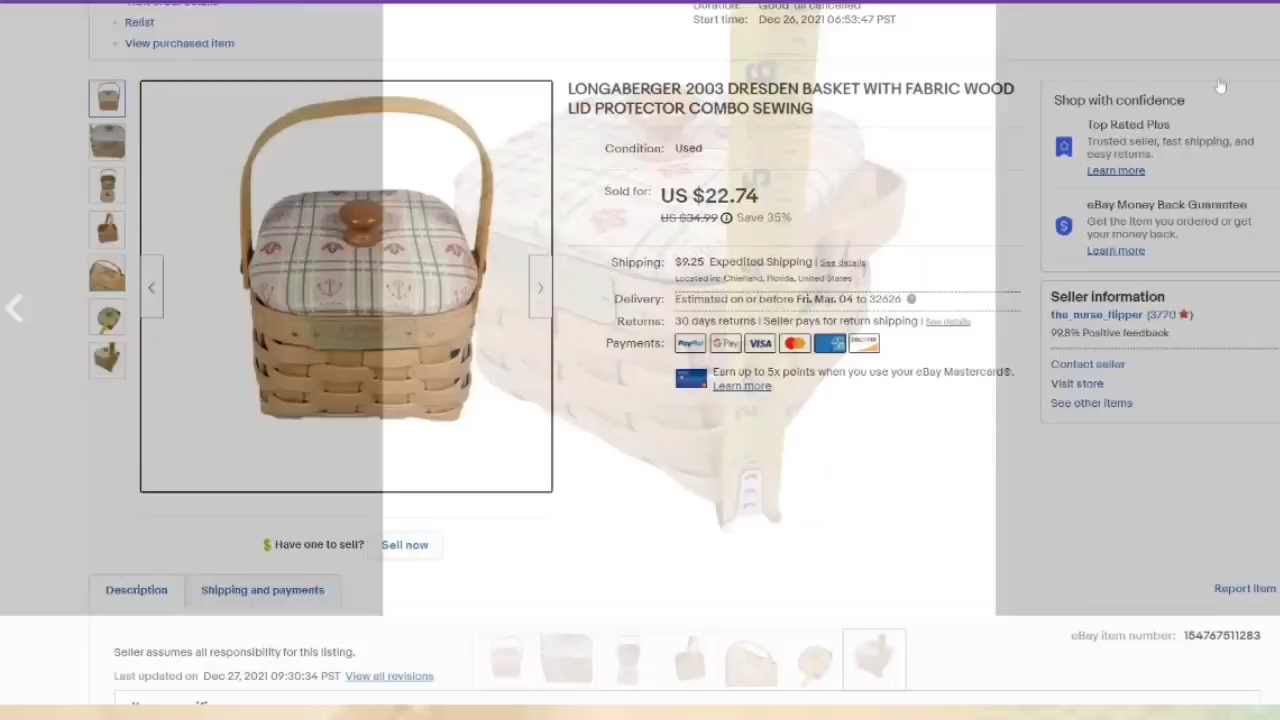 Relist
View purchased item
Duration: Good 'til cancelled
Start time: Dec 26, 2021 06:53:47 PST
LONGABERGER 2003 DRESDEN BASKET WITH FABRIC WOOD
LID PROTECTOR COMBO SEWING
Condition: Used
Sold for: US $22.74
US $34.99 Save 35%
Shipping: $9.25 Expedited Shipping | See details
Located in: Chiefland, Florida, United States
Delivery: Estimated on or before Fri. Mar. 04 to 32626
Returns: 30 days returns | Seller pays for return shipping | See details
Payments: PayPal G Pay VISA
DISCOVER
Earn up to 5x points when you use your eBay Mastercard®.
Learn more
Shop with confidence
Top Rated Plus
Trusted seller, fast shipping, and
easy returns.
Learn more
eBay Money Back Guarantee
Get the item you ordered or get
your money back.
Learn more
Seller information
the_nurse_flipper (3770)
99.8% Positive feedback
Contact seller
Visit store
See other items
$ Have one to sell? Sell now
Description
Shipping and payments
Report item
eBay item number: 154767511283
Seller assumes all responsibility for this listing.
Last updated on Dec 27, 2021 09:30:34 PST View all revisions